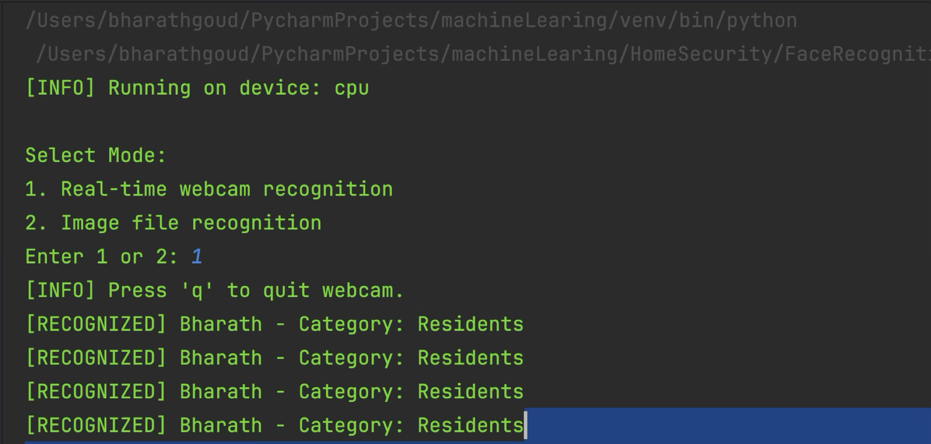 /Users/bharathgoud/PycharmProjects/machineLearing/venv/bin/python
/Users/bharathgoud/PycharmProjects/machineLearing/HomeSecurity/FaceRecogniti
[INFO] Running on device: cpu
Select Mode:
1. Real-time webcam recognition
2. Image file recognition
Enter 1 or 2: 1
[INFO] Press 'q' to quit webcam.
[RECOGNIZED] Bharath - Category: Residents
[RECOGNIZED] Bharath - Category: Residents
[RECOGNIZED] Bharath - Category: Residents
[RECOGNIZED] Bharath - Category: Residents